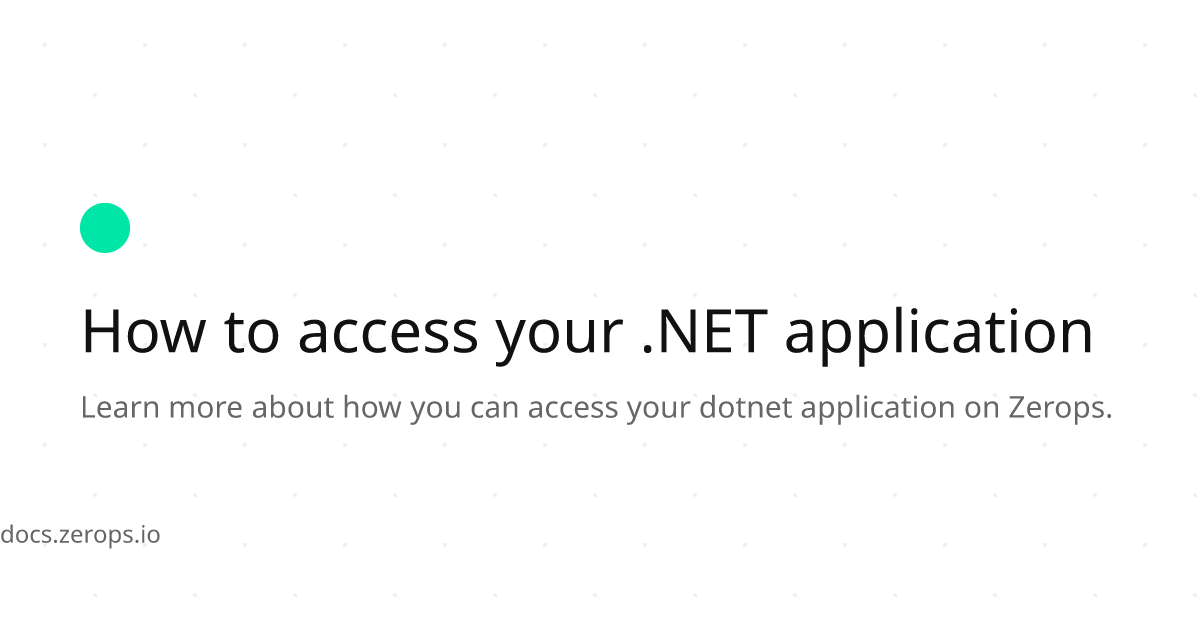 How to access your .NET application
Learn more about how you can access your dotnet application on Zerops.
docs.zerops.io